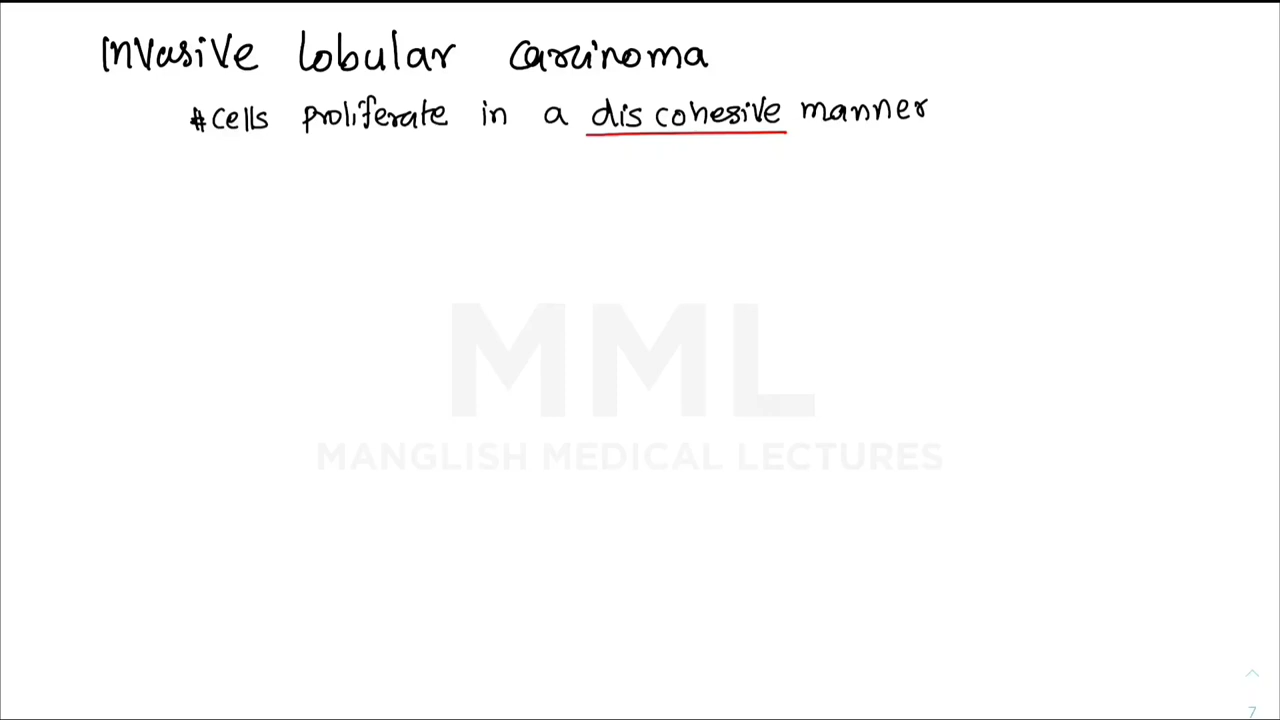 Invasive lobular carcinoma
# cells proliferate in a discohesive manner
MML
MANGLISH MEDICAL LECTURES
7